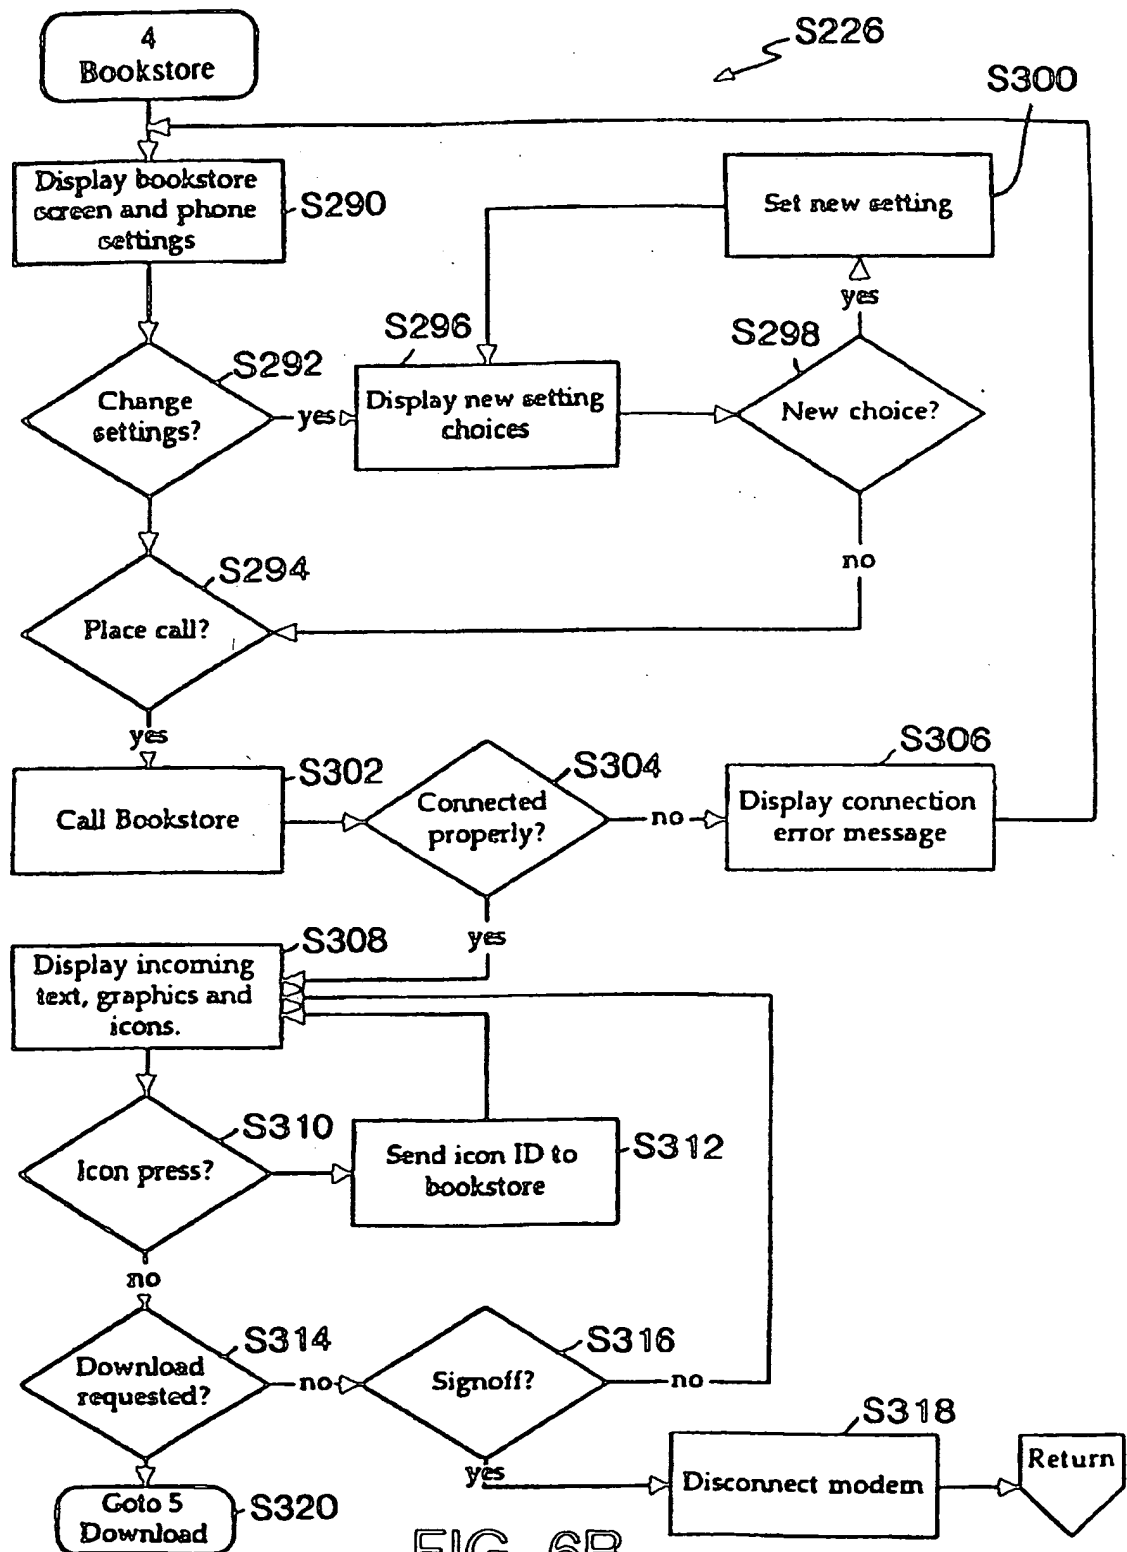 4
Bookstore
S226
S300
Display bookstore
screen and phone
settings
S290
Set new setting
yes
S296
S298
S292
Change
settings?
yes
Display new setting
choices
New choice?
no
S294
Place call?
yes
S302
Call Bookstore
S304
Connected
properly?
no
S306
Display connection
error message
yes
S308
Display incoming
text, graphics and
icons.
S310
Icon press?
Send icon ID to
bookstore
S312
no
S314
Download
requested?
no
S316
Signoff?
no
yes
S318
Disconnect modem
Return
Goto 5
Download
S320
FIG. 6B